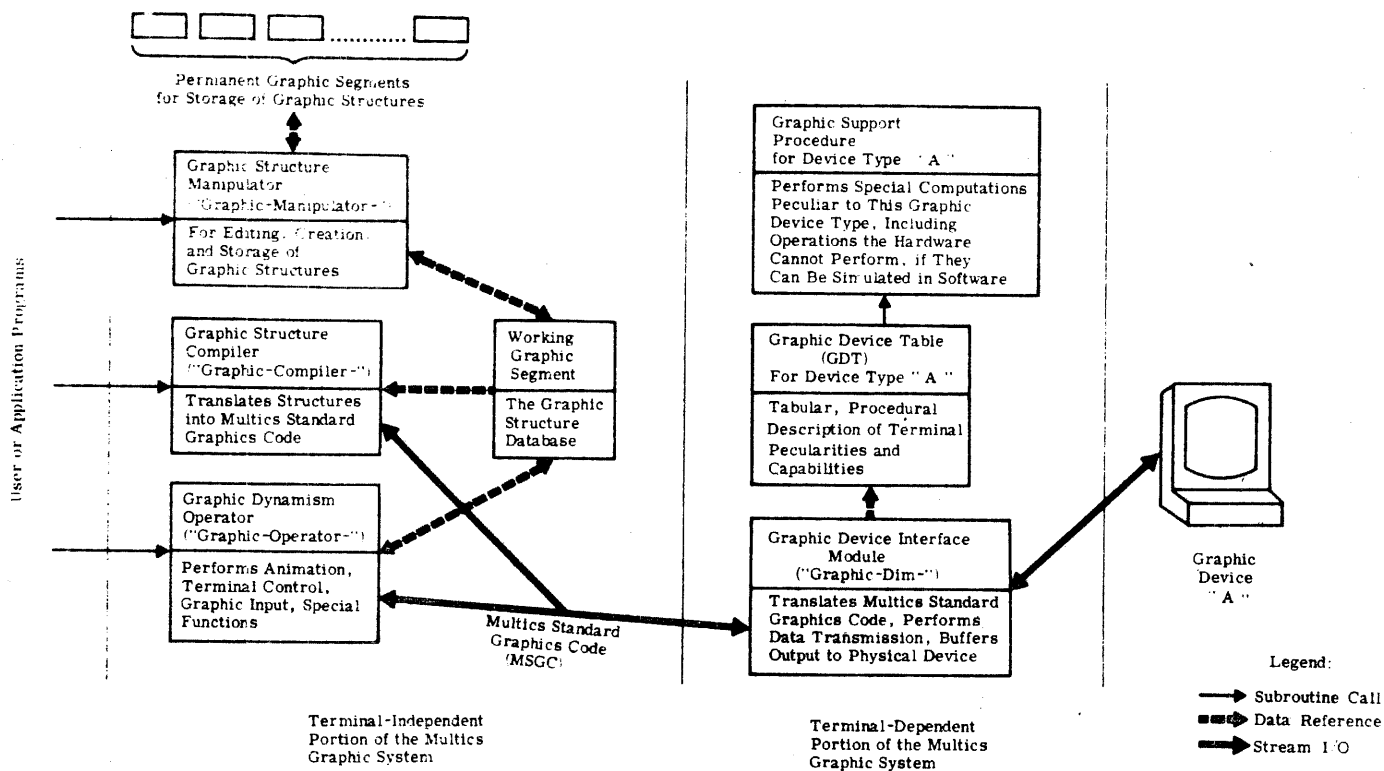 Permanent Graphic Segments
for Storage of Graphic Structures
User or Application Programs
Graphic Structure
Manipulator
("Graphic-Manipulator-")
For Editing, Creation,
and Storage of
Graphic Structures
Graphic Structure
Compiler
("Graphic-Compiler-")
Translates Structures
into Multics Standard
Graphics Code
Working
Graphic
Segment
The Graphic
Structure
Database
Graphic Dynamism
Operator
("Graphic-Operator-")
Performs Animation,
Terminal Control,
Graphic Input, Special
Functions
Multics Standard
Graphics Code
(MSGC)
Terminal-Independent
Portion of the Multics
Graphic System
Graphic Support
Procedure
for Device Type "A"
Performs Special Computations
Peculiar to This Graphic
Device Type, Including
Operations the Hardware
Cannot Perform, if They
Can Be Simulated in Software
Graphic Device Table
(GDT)
For Device Type "A"
Tabular, Procedural
Description of Terminal
Pecularities and
Capabilities
Graphic Device Interface
Module
("Graphic-Dim-")
Translates Multics Standard
Graphics Code, Performs
Data Transmission, Buffers
Output to Physical Device
Terminal-Dependent
Portion of the Multics
Graphic System
Graphic
Device
"A"
Legend:
Subroutine Call
Data Reference
Stream I/O